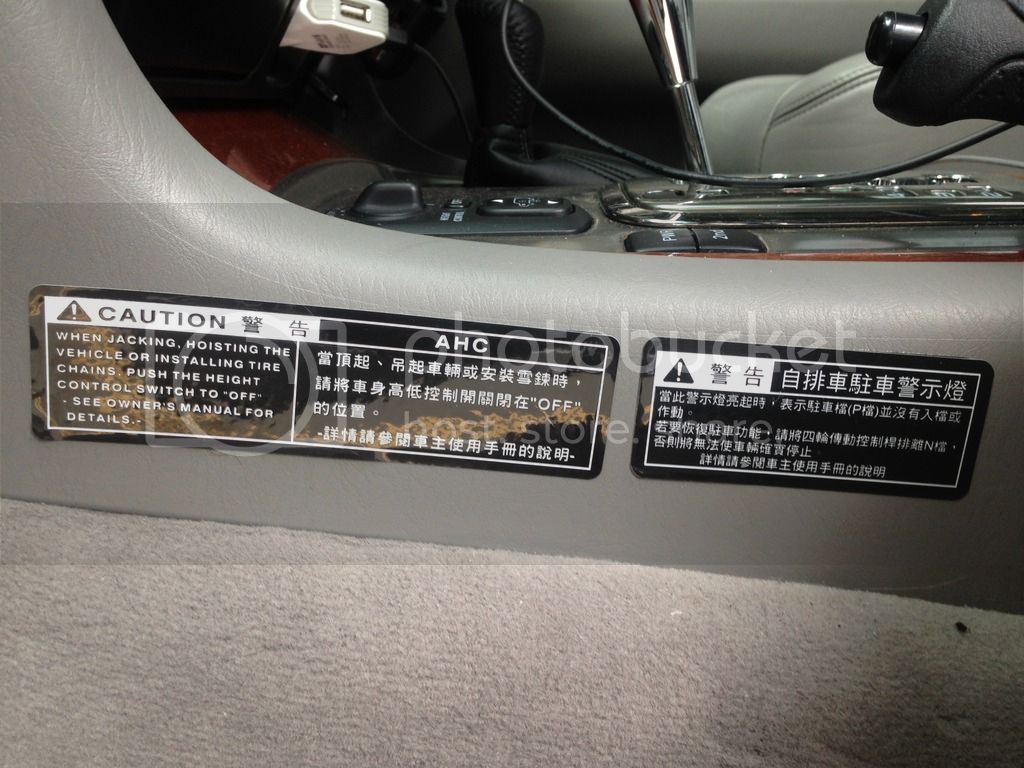 PWR
2nd
CAUTION 警告
WHEN JACKING, HOISTING THE
VEHICLE OR INSTALLING TIRE
CHAINS, PUSH THE HEIGHT
CONTROL SWITCH TO "OFF"
- SEE OWNER'S MANUAL FOR
DETAILS.-
AHC
當頂起、吊起車輛或安裝雪鍊時,
請將車身高低控制開關閉在"OFF"
的位置。
-詳情請參閱車主使用手冊的說明-
警告 自排車駐車警示燈
當此警示燈亮起時,表示駐車檔(P檔)並沒有入檔或
作動。
若要恢復駐車功能,請將四輪傳動控制桿排離N檔,
否則將無法使車輛確實停止
詳情請參閱車主使用手冊的說明
photobucket
host. store. share.